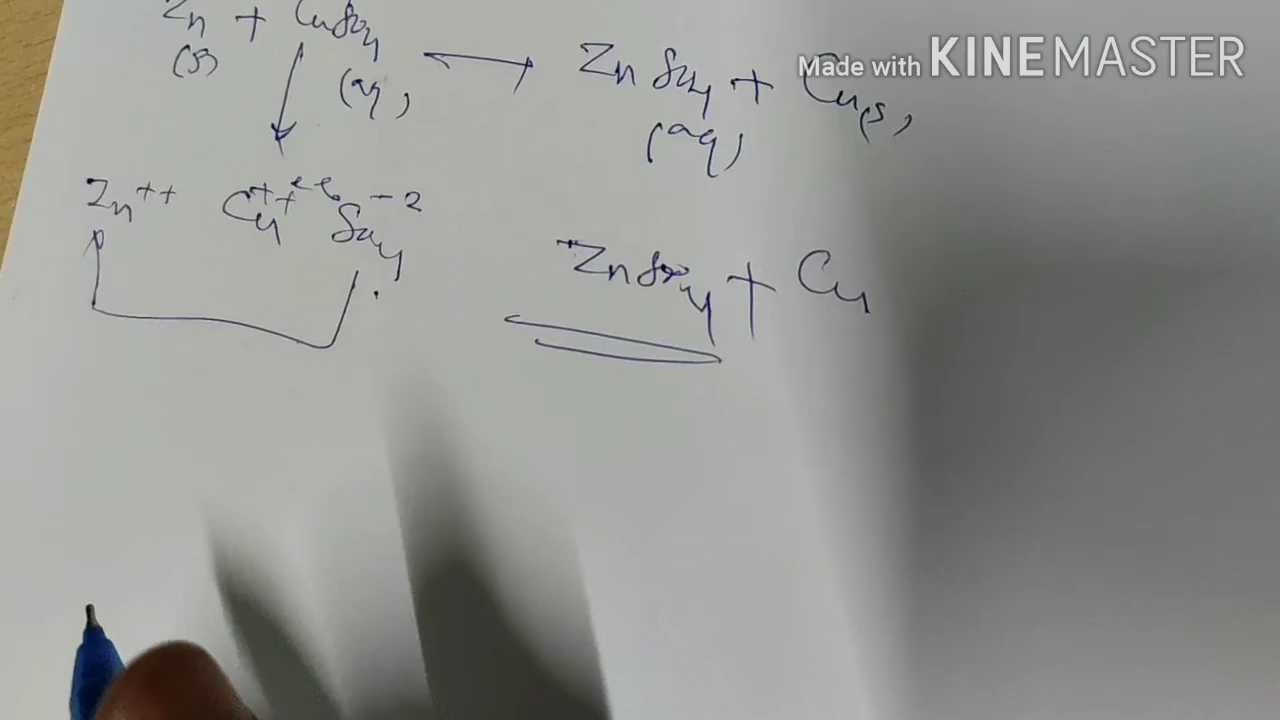 Zn + CuSO4 ⟶ ZnSO4 + Cu(s)
(s) (aq) (aq)
Made with KINEMASTER
Zn++ Cu++ e e SO4-2
ZnSO4 + Cu